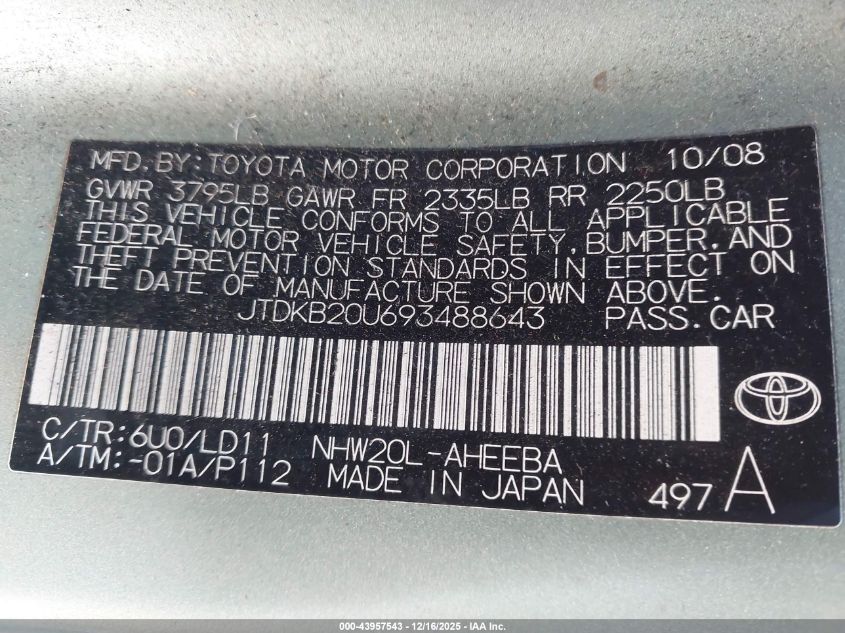 MFD.BY:TOYOTA MOTOR CORPORATION 10/08
GVWR 3795LB GAWR FR 2335LB RR 2250LB
THIS VEHICLE CONFORMS TO ALL APPLICABLE
FEDERAL MOTOR VEHICLE SAFETY,BUMPER,AND
THEFT PREVENTION STANDARDS IN EFFECT ON
THE DATE OF MANUFACTURE SHOWN ABOVE.
JTDKB20U693488643 PASS.CAR
C/TR:6U0/LD11 NHW20L-AHEEBA
A/TM:-01A/P112 MADE IN JAPAN 497 A
000-43957543 - 12/16/2025 - IAA Inc.